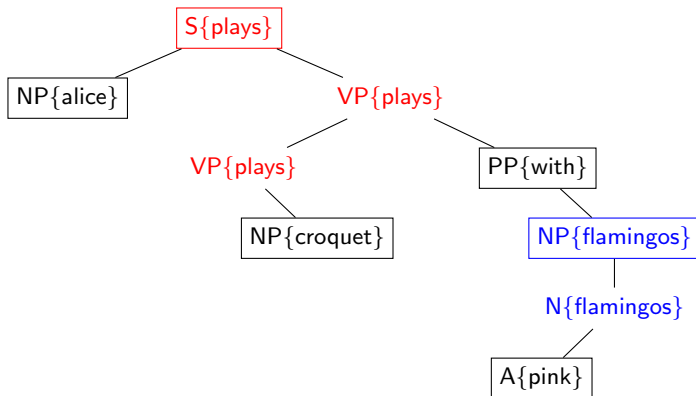 S{plays}
NP{alice}
VP{plays}
VP{plays}
PP{with}
NP{croquet}
NP{flamingos}
N{flamingos}
A{pink}